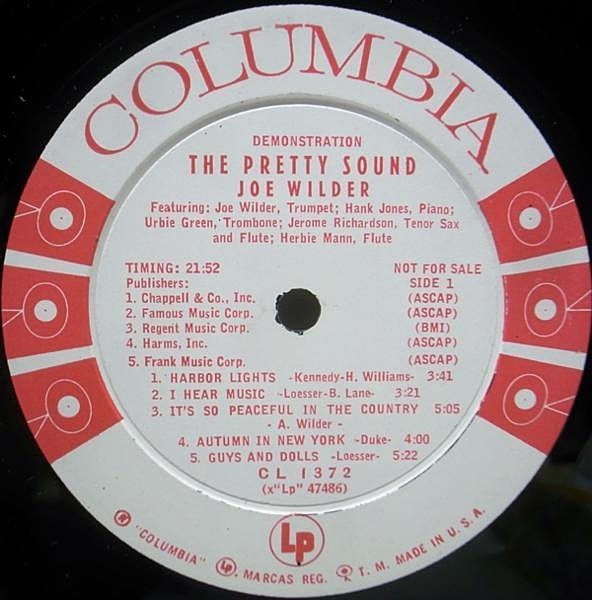 COLUMBIA
DEMONSTRATION
THE PRETTY SOUND
JOE WILDER
Featuring: Joe Wilder, Trumpet; Hank Jones, Piano;
Urbie Green, Trombone; Jerome Richardson, Tenor Sax
and Flute; Herbie Mann, Flute
TIMING: 21:52 NOT FOR SALE
Publishers: SIDE 1
1. Chappell & Co., Inc. (ASCAP)
2. Famous Music Corp. (ASCAP)
3. Regent Music Corp. (BMI)
4. Harms, Inc. (ASCAP)
5. Frank Music Corp. (ASCAP)
1. HARBOR LIGHTS -Kennedy-H. Williams- 3:41
2. I HEAR MUSIC -Loesser-B. Lane- 3:21
3. IT'S SO PEACEFUL IN THE COUNTRY 5:05
- A. Wilder -
4. AUTUMN IN NEW YORK -Duke- 4:00
5. GUYS AND DOLLS -Loesser- 5:22
CL 1372
(x"Lp" 47486)
Lp
® "COLUMBIA" Lp, MARCAS REG. T. M. MADE IN U.S.A.